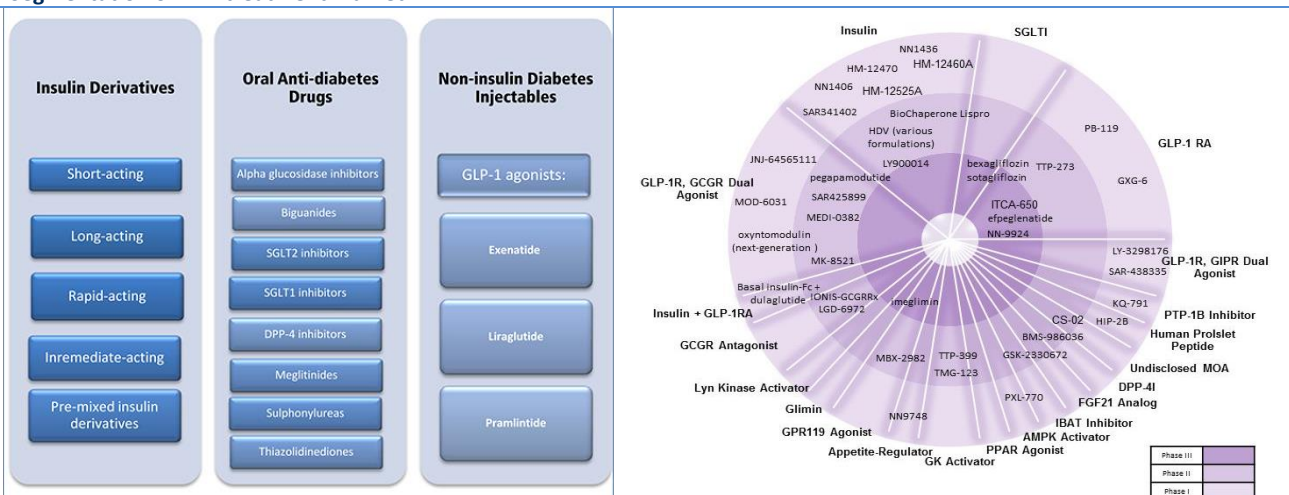 Insulin Derivatives
Short-acting
Long-acting
Rapid-acting
Inremediate-acting
Pre-mixed insulin
derivatives
Oral Anti-diabetes
Drugs
Alpha glucosidase inhibitors
Biguanides
SGLT2 inhibitors
SGLT1 inhibitors
DPP-4 inhibitors
Meglitinides
Sulphonylureas
Thiazolidinediones
Non-insulin Diabetes
Injectables
GLP-1 agonists:
Exenatide
Liraglutide
Pramlintide
Insulin
SGLTI
NN1436
HM-12470
HM-12460A
NN1406
HM-12525A
SAR341402
BioChaperone Lispro
HDV (various
formulations)
LY900014
bexagliflozin
sotagliflozin
TTP-273
PB-119
GLP-1 RA
GXG-6
ITCA-650
efpeglenatide
NN-9924
JNJ-64565111
pegapamodutide
GLP-1R, GCGR Dual
Agonist
SAR425899
MOD-6031
MEDI-0382
oxyntomodulin
(next-generation )
MK-8521
LY-3298176
GLP-1R, GIPR Dual
Agonist
SAR-438335
Basal insulin-Fc +
dulaglutide
Insulin + GLP-1RA
IONIS-GCGRRx
LGD-6972
imeglimin
KQ-791
PTP-1B Inhibitor
HIP-2B
Human Proislet
Peptide
CS-02
BMS-986036
Undisclosed MOA
GCGR Antagonist
GSK-2330672
DPP-4I
FGF21 Analog
MBX-2982
TTP-399
TMG-123
Lyn Kinase Activator
PXL-770
IBAT Inhibitor
Glimin
NN9748
AMPK Activator
GPR119 Agonist
PPAR Agonist
Appetite-Regulator
GK Activator
Phase III
Phase II
Phase I